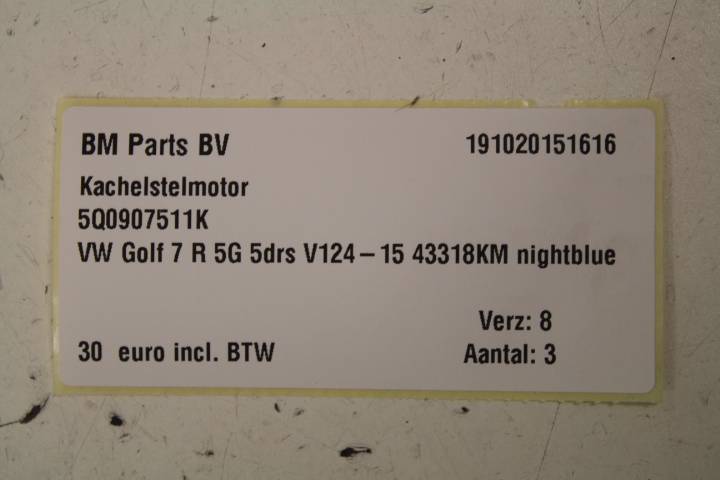 BM Parts BV 191020151616
Kachelstelmotor
5Q0907511K
VW Golf 7 R 5G 5drs V124 – 15 43318KM nightblue
Verz: 8
30 euro incl. BTW Aantal: 3